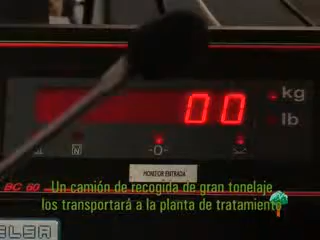 00
kg
lb
-0-
MONITOR ENTRADA
BC 60
Un camión de recogida de gran tonelaje
los transportará a la planta de tratamiento
ELSA